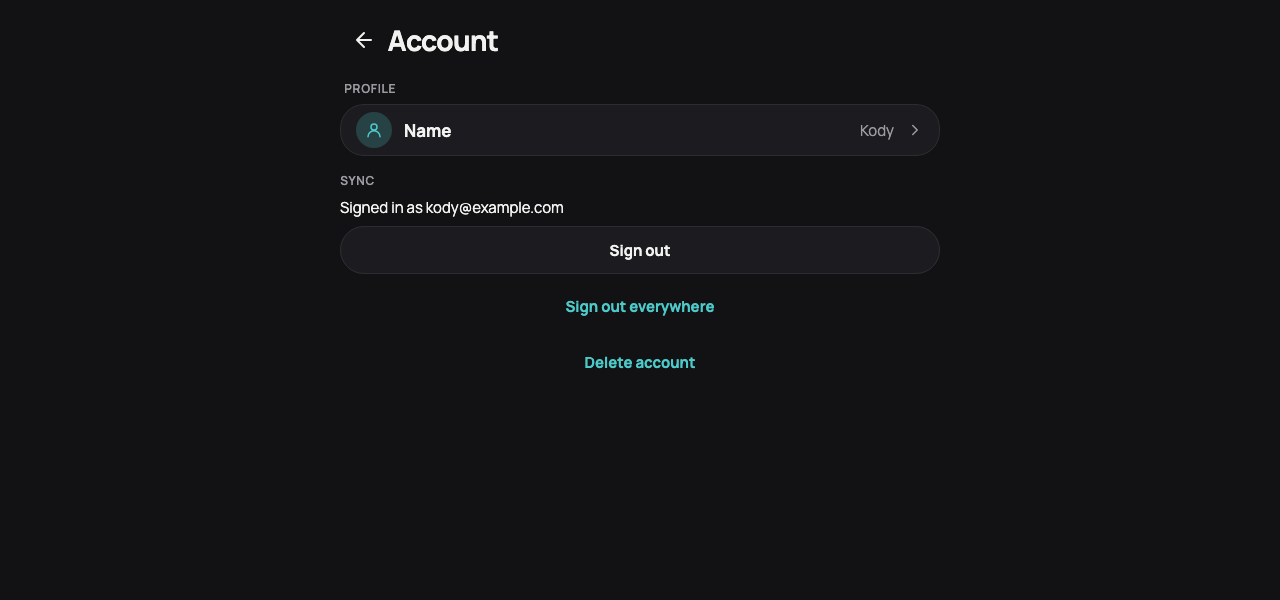 Account
PROFILE
Name Kody
SYNC
Signed in as kody@example.com
Sign out
Sign out everywhere
Delete account